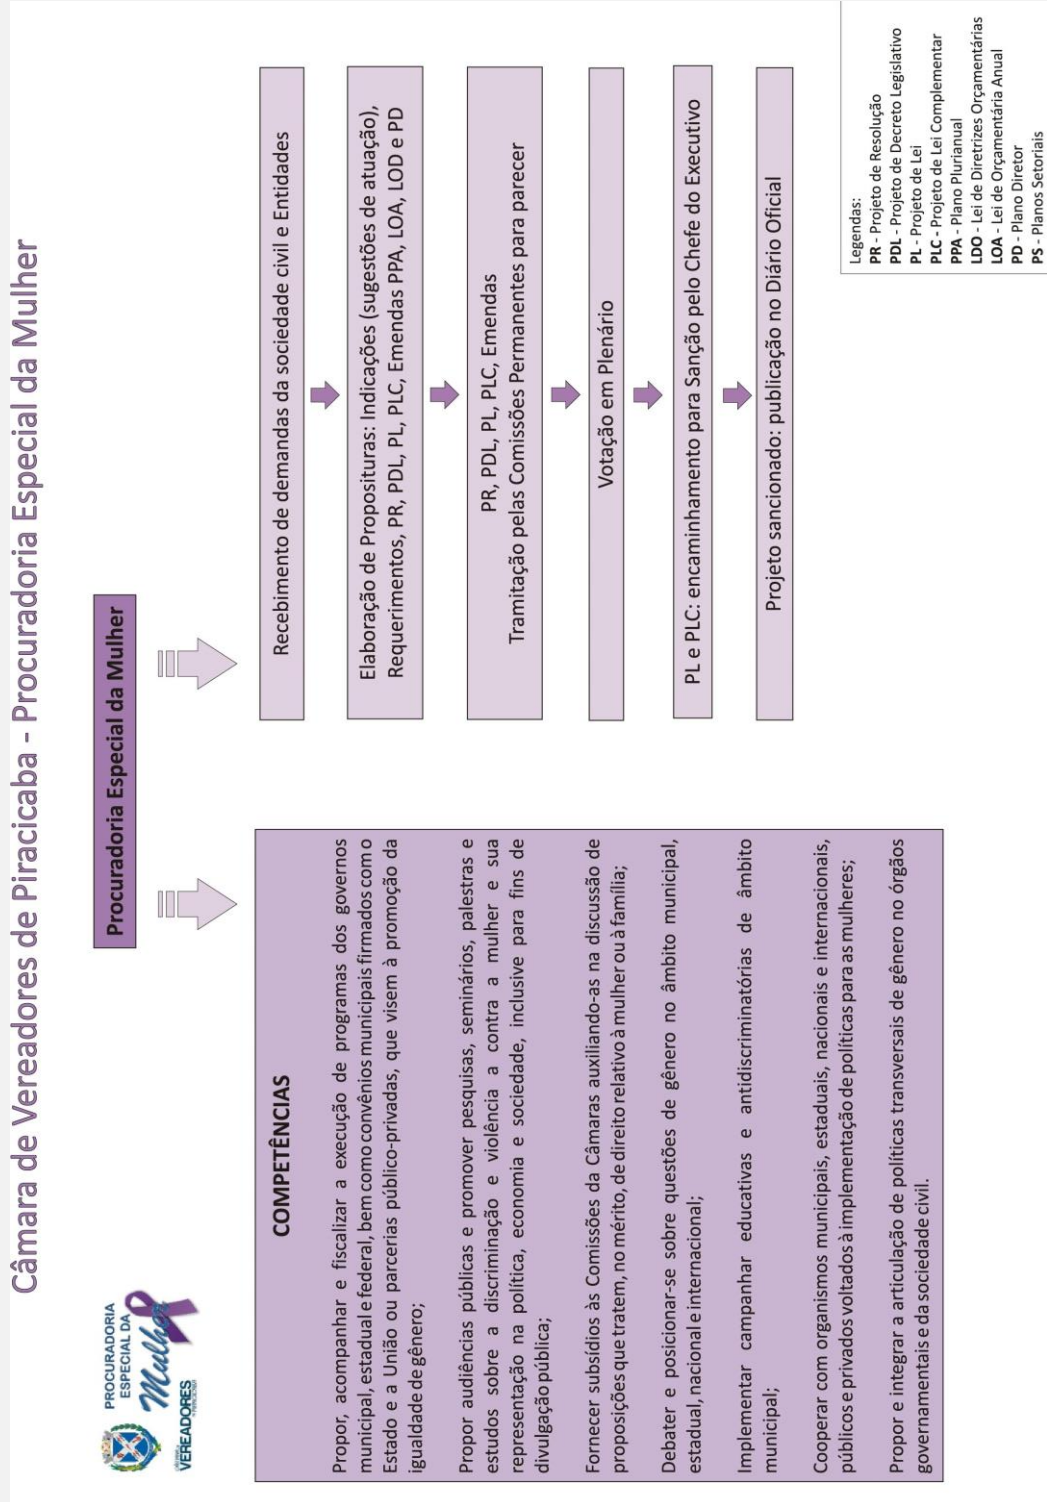 Câmara de Vereadores de Piracicaba - Procuradoria Especial da Mulher
PROCURADORIA
ESPECIAL DA
Mulher
VEREADORES
Procuradoria Especial da Mulher
COMPETÊNCIAS
Propor, acompanhar e fiscalizar a execução de programas dos governos
municipal, estadual e federal, bem como convênios municipais firmados com o
Estado e a União ou parcerias público-privadas, que visem à promoção da
igualdade de gênero;
Propor audiências públicas e promover pesquisas, seminários, palestras e
estudos sobre a discriminação e violência a contra a mulher e sua
representação na política, economia e sociedade, inclusive para fins de
divulgação pública;
Fornecer subsídios às Comissões da Câmaras auxiliando-as na discussão de
proposições que tratem, no mérito, de direito relativo à mulher ou à família;
Debater e posicionar-se sobre questões de gênero no âmbito municipal,
estadual, nacional e internacional;
Implementar campanhar educativas e antidiscriminatórias de âmbito
municipal;
Cooperar com organismos municipais, estaduais, nacionais e internacionais,
públicos e privados voltados à implementação de políticas para as mulheres;
Propor e integrar a articulação de políticas transversais de gênero no órgãos
governamentais e da sociedade civil.
Recebimento de demandas da sociedade civil e Entidades
Elaboração de Proposituras: Indicações (sugestões de atuação),
Requerimentos, PR, PDL, PL, PLC, Emendas PPA, LOA, LOD e PD
PR, PDL, PL, PLC, Emendas
Tramitação pelas Comissões Permanentes para parecer
Votação em Plenário
PL e PLC: encaminhamento para Sanção pelo Chefe do Executivo
Projeto sancionado: publicação no Diário Oficial
Legendas:
PR - Projeto de Resolução
PDL - Projeto de Decreto Legislativo
PL - Projeto de Lei
PLC - Projeto de Lei Complementar
PPA - Plano Plurianual
LDO - Lei de Diretrizes Orçamentárias
LOA - Lei de Orçamentária Anual
PD - Plano Diretor
PS - Planos Setoriais